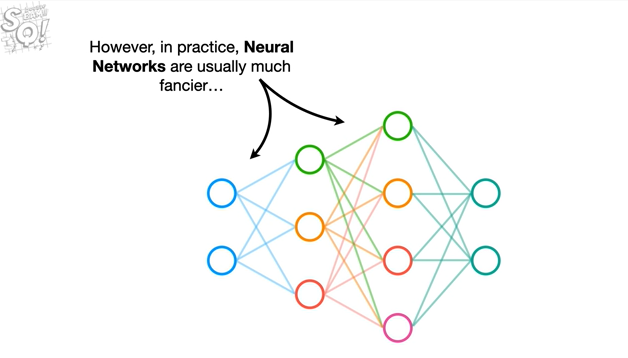 However, in practice, Neural
Networks are usually much
fancier…